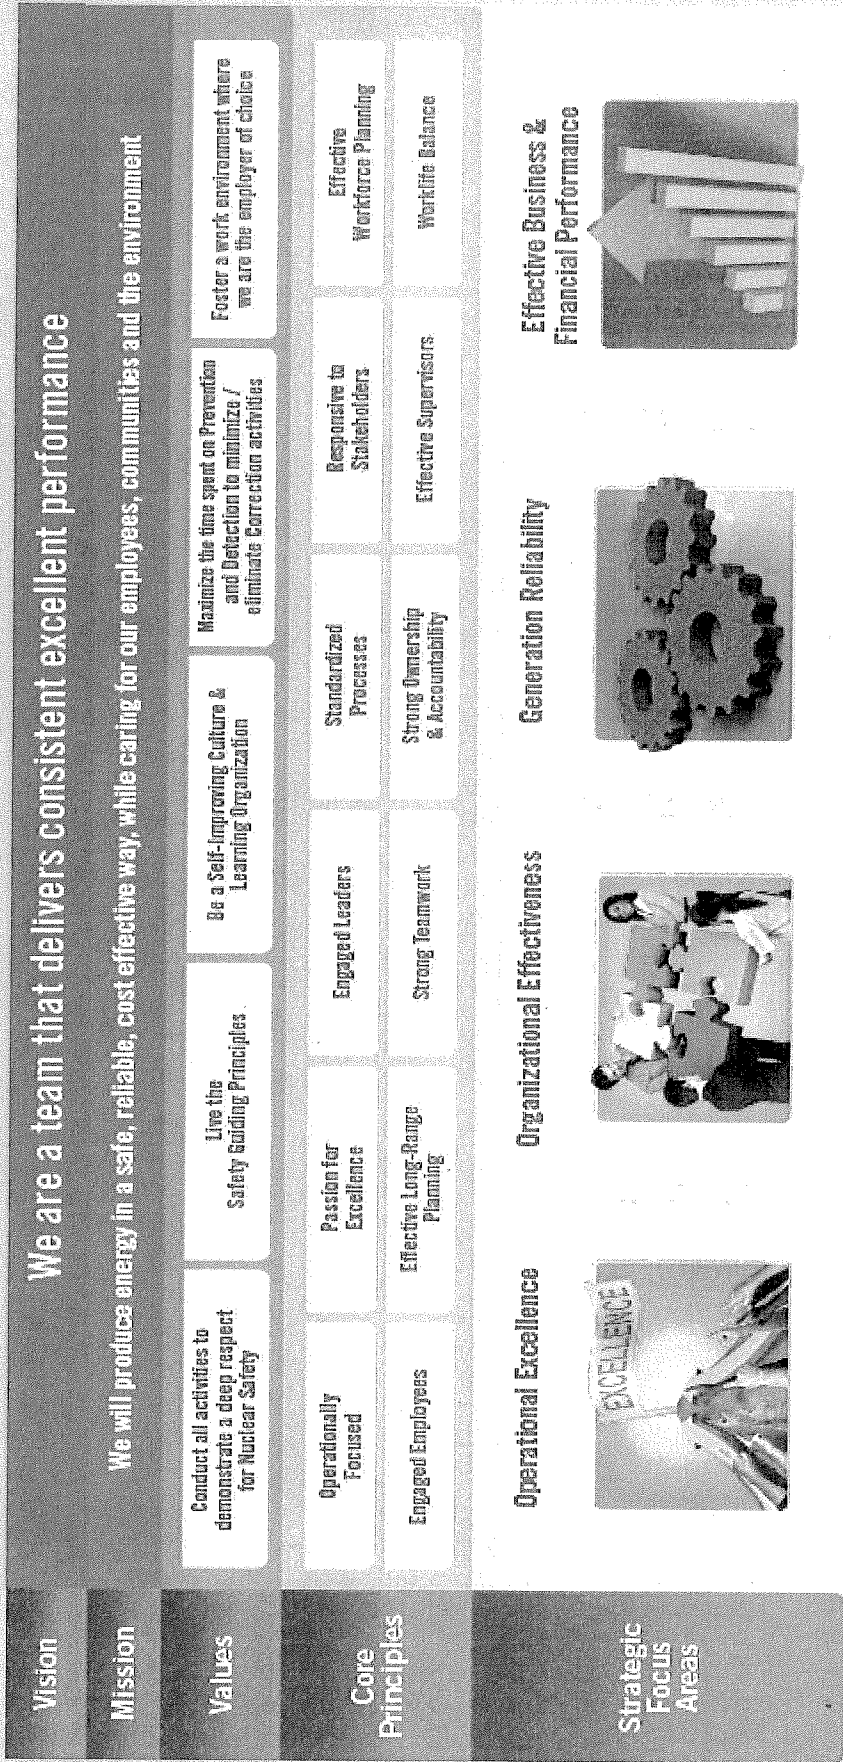 Vision
We are a team that delivers consistent excellent performance
Mission
We will produce energy in a safe, reliable, cost effective way, while caring for our employees, communities and the environment
Values
Conduct all activities to
demonstrate a deep respect
for Nuclear Safety
Live the
Safety Guiding Principles
Be a Self-Improving Culture &
Learning Organization
Maximize the time spent on Prevention
and Detection to minimize /
eliminate Correction activities
Foster a work environment where
we are the employer of choice
Core
Principles
Operationally
Focused
Passion for
Excellence
Engaged Leaders
Standardized
Processes
Responsive to
Stakeholders
Effective
Workforce Planning
Engaged Employees
Effective Long-Range
Planning
Strong Teamwork
Strong Ownership
& Accountability
Effective Supervisors
Worklife Balance
Strategic
Focus
Areas
Operational Excellence
Organizational Effectiveness
Generation Reliability
Effective Business &
Financial Performance
EXCELLENCE